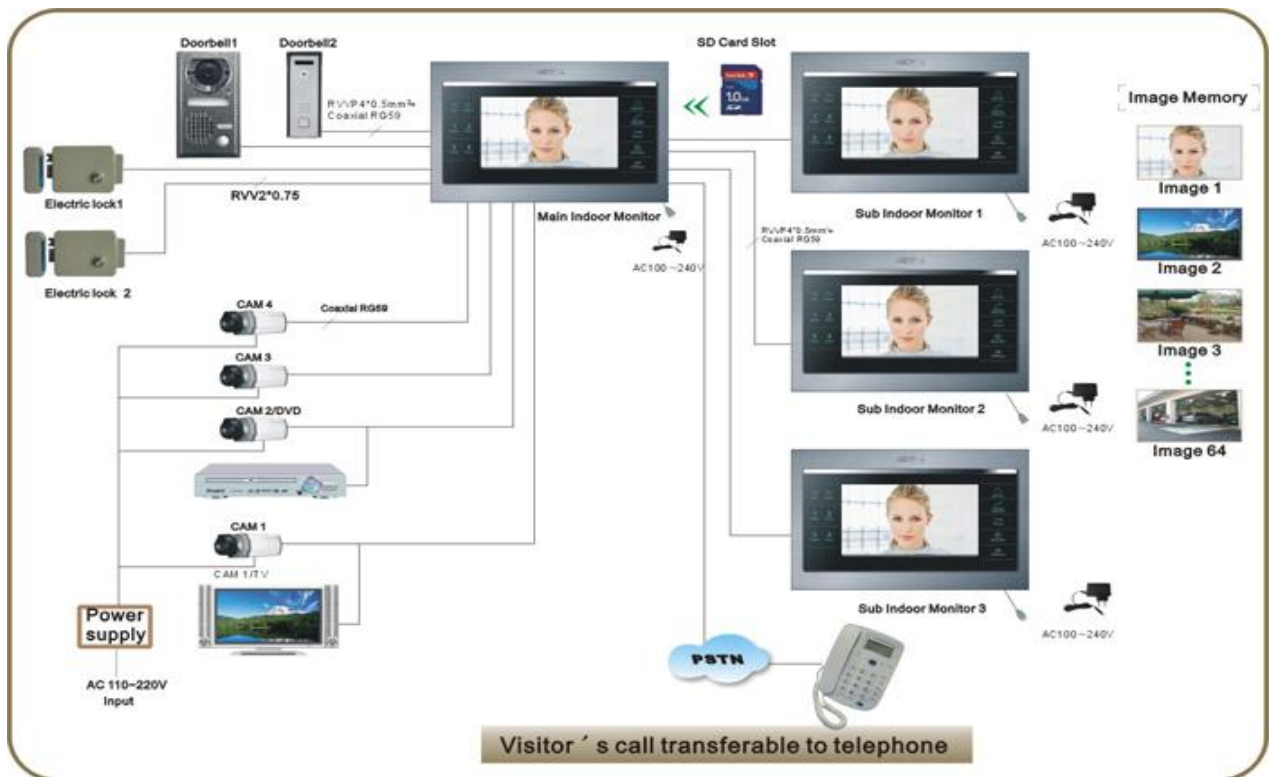 Doorbell1
Doorbell2
SD Card Slot
RVVP4*0.5mm²+
Coaxial RG59
1.0
Image Memory
Image 1
Electric lock1
RVV2*0.75
Main Indoor Monitor
AC100~240V
Sub Indoor Monitor 1
AC100~240V
RVVP4*0.5mm²+
Coaxial RG59
Image 2
Electric lock 2
CAM 4
Coaxial RG59
Image 3
CAM 3
CAM 2/DVD
Sub Indoor Monitor 2
AC100~240V
Image 64
CAM 1
CAM 1/TV
Power
supply
Sub Indoor Monitor 3
AC100~240V
PSTN
AC 110~220V
Input
Visitor ´ s call transferable to telephone